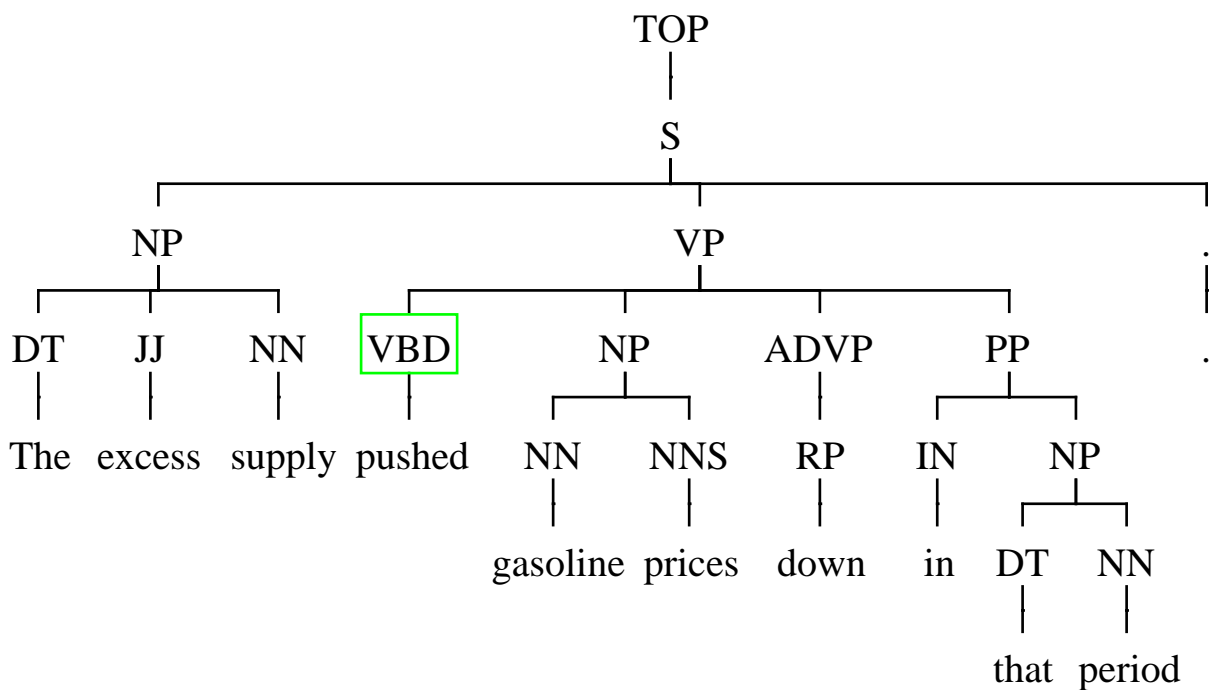 TOP
S
NP VP .
DT JJ NN VBD NP ADVP PP .
The excess supply pushed NN NNS RP IN NP
gasoline prices down in DT NN
that period